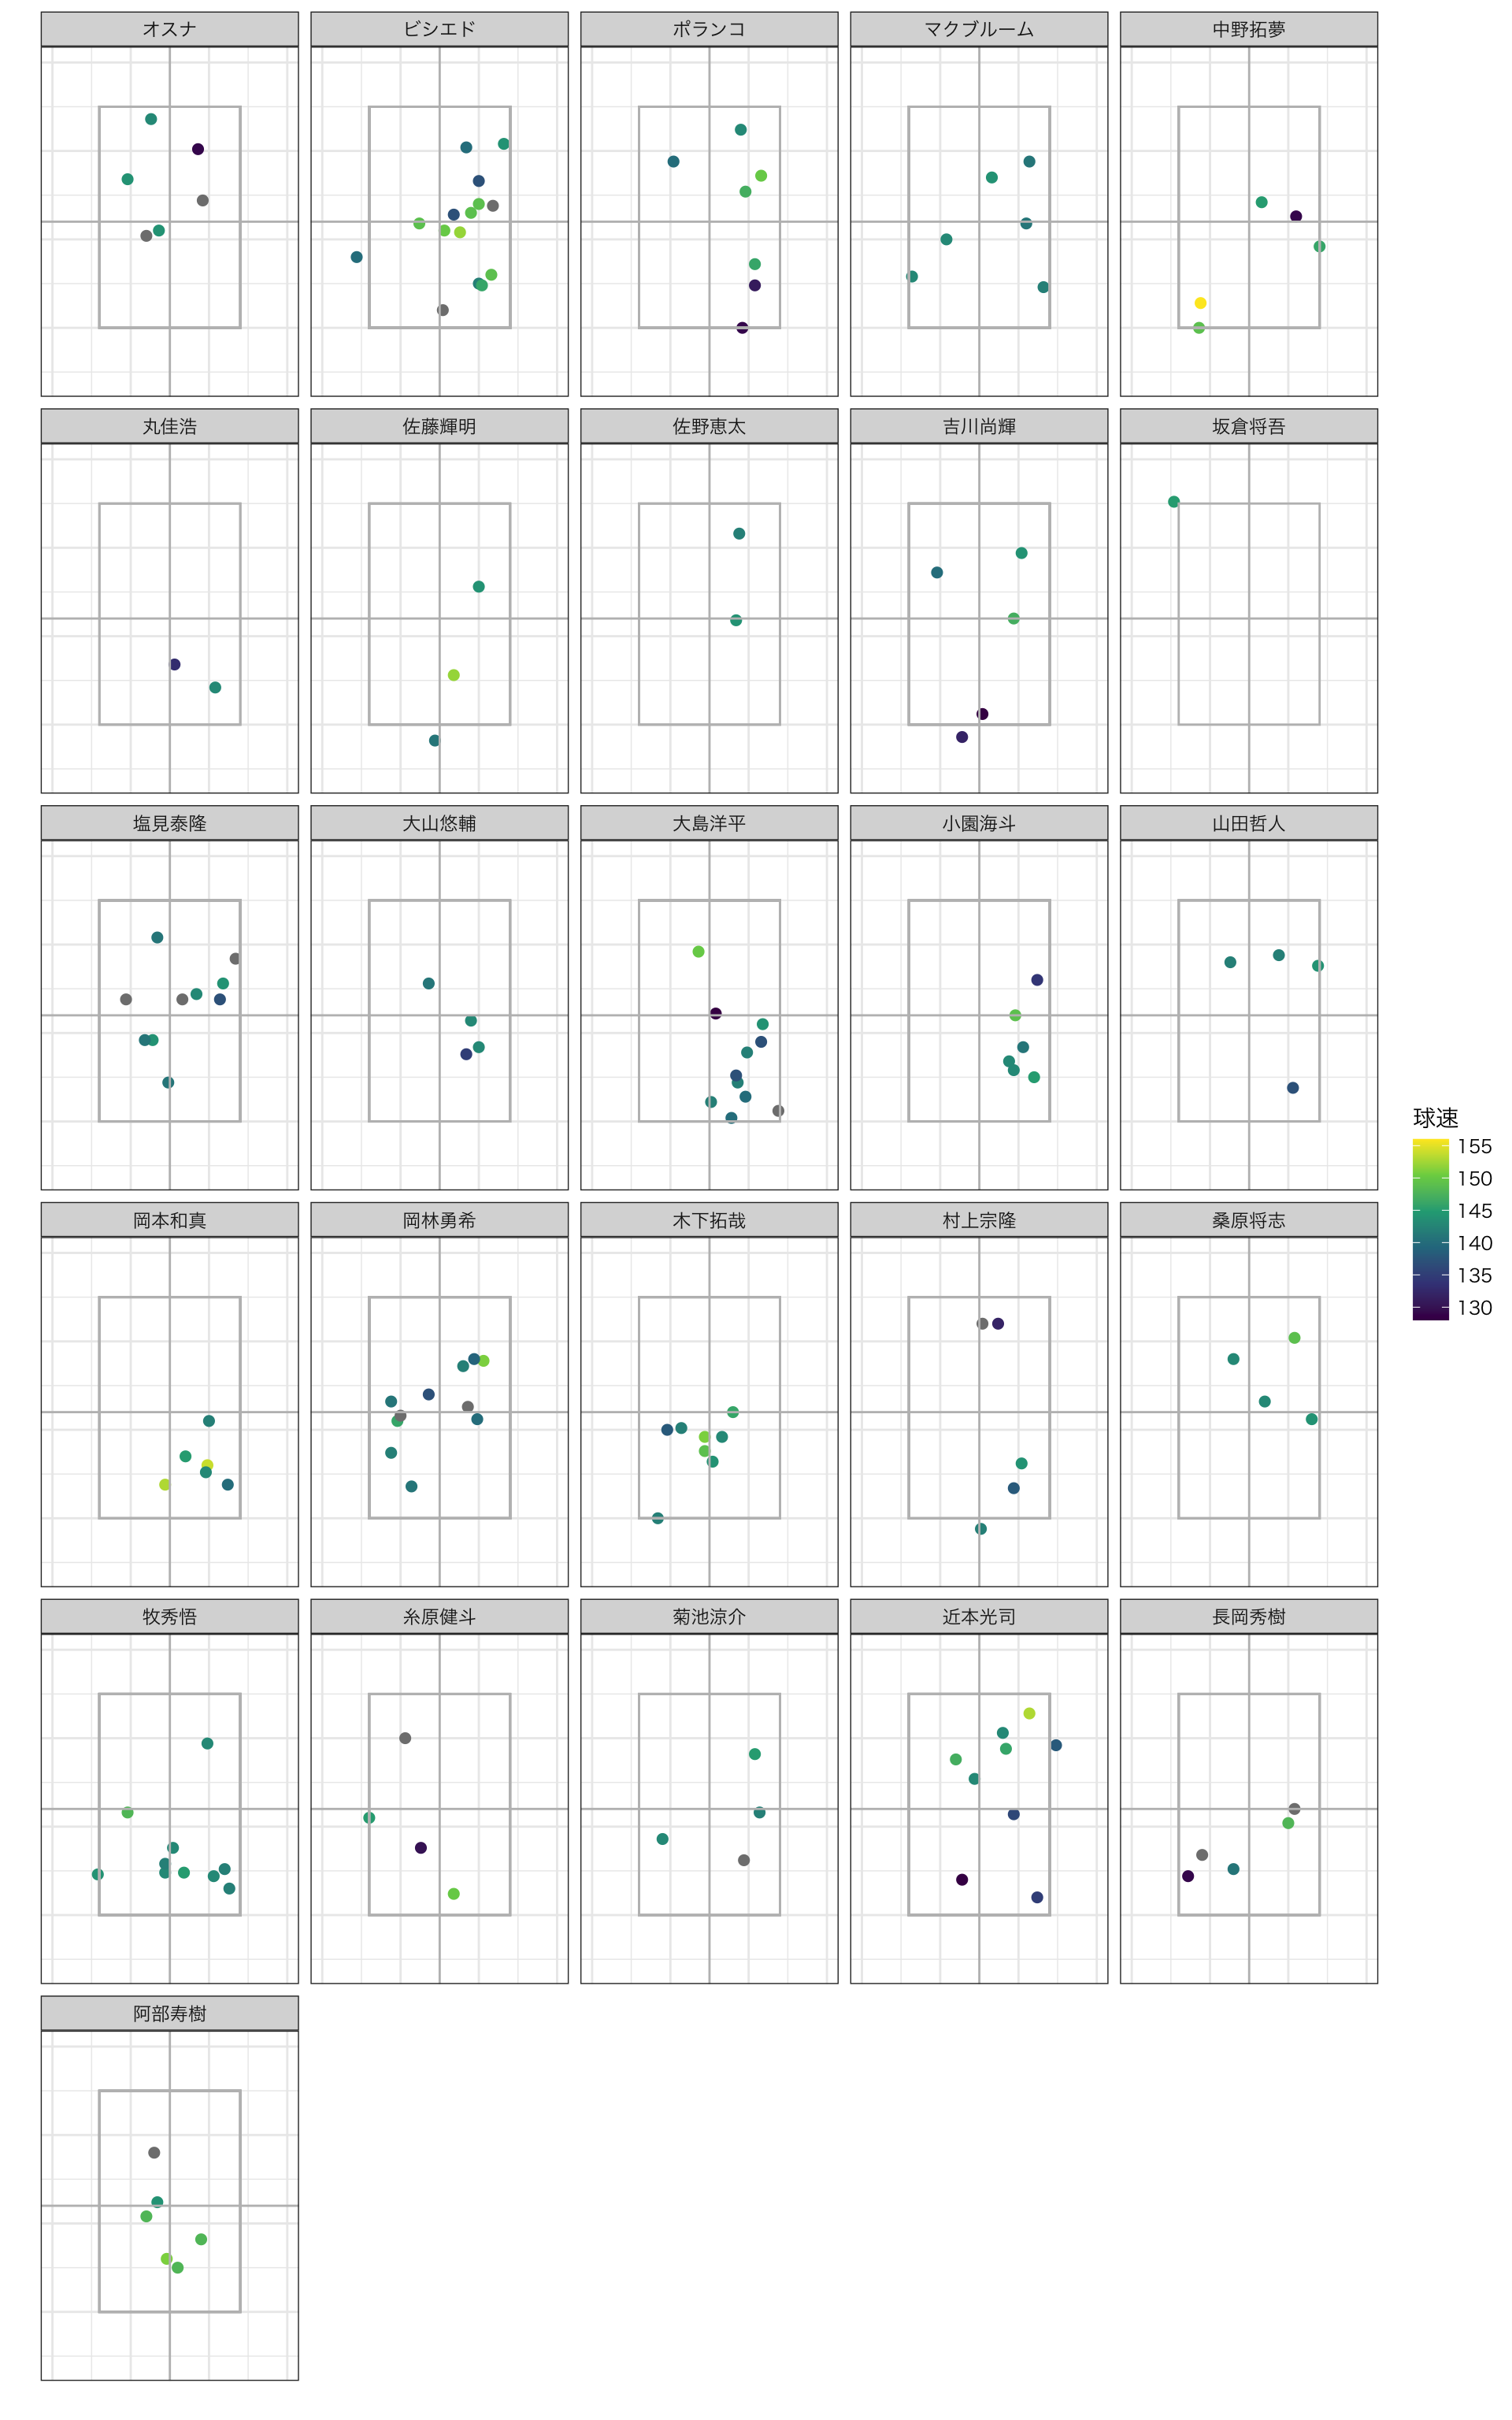 オスナ
ビシエド
ポランコ
マクブルーム
中野拓夢
丸佳浩
佐藤輝明
佐野恵太
吉川尚輝
坂倉将吾
塩見泰隆
大山悠輔
大島洋平
小園海斗
山田哲人
球速
155
150
145
140
135
130
岡本和真
岡林勇希
木下拓哉
村上宗隆
桑原将志
牧秀悟
糸原健斗
菊池涼介
近本光司
長岡秀樹
阿部寿樹